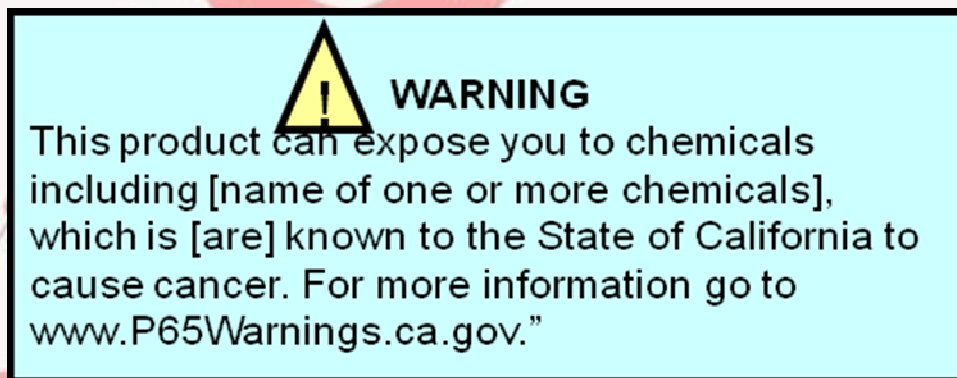 !
WARNING
This product can expose you to chemicals
including [name of one or more chemicals],
which is [are] known to the State of California to
cause cancer. For more information go to
www.P65Warnings.ca.gov.”